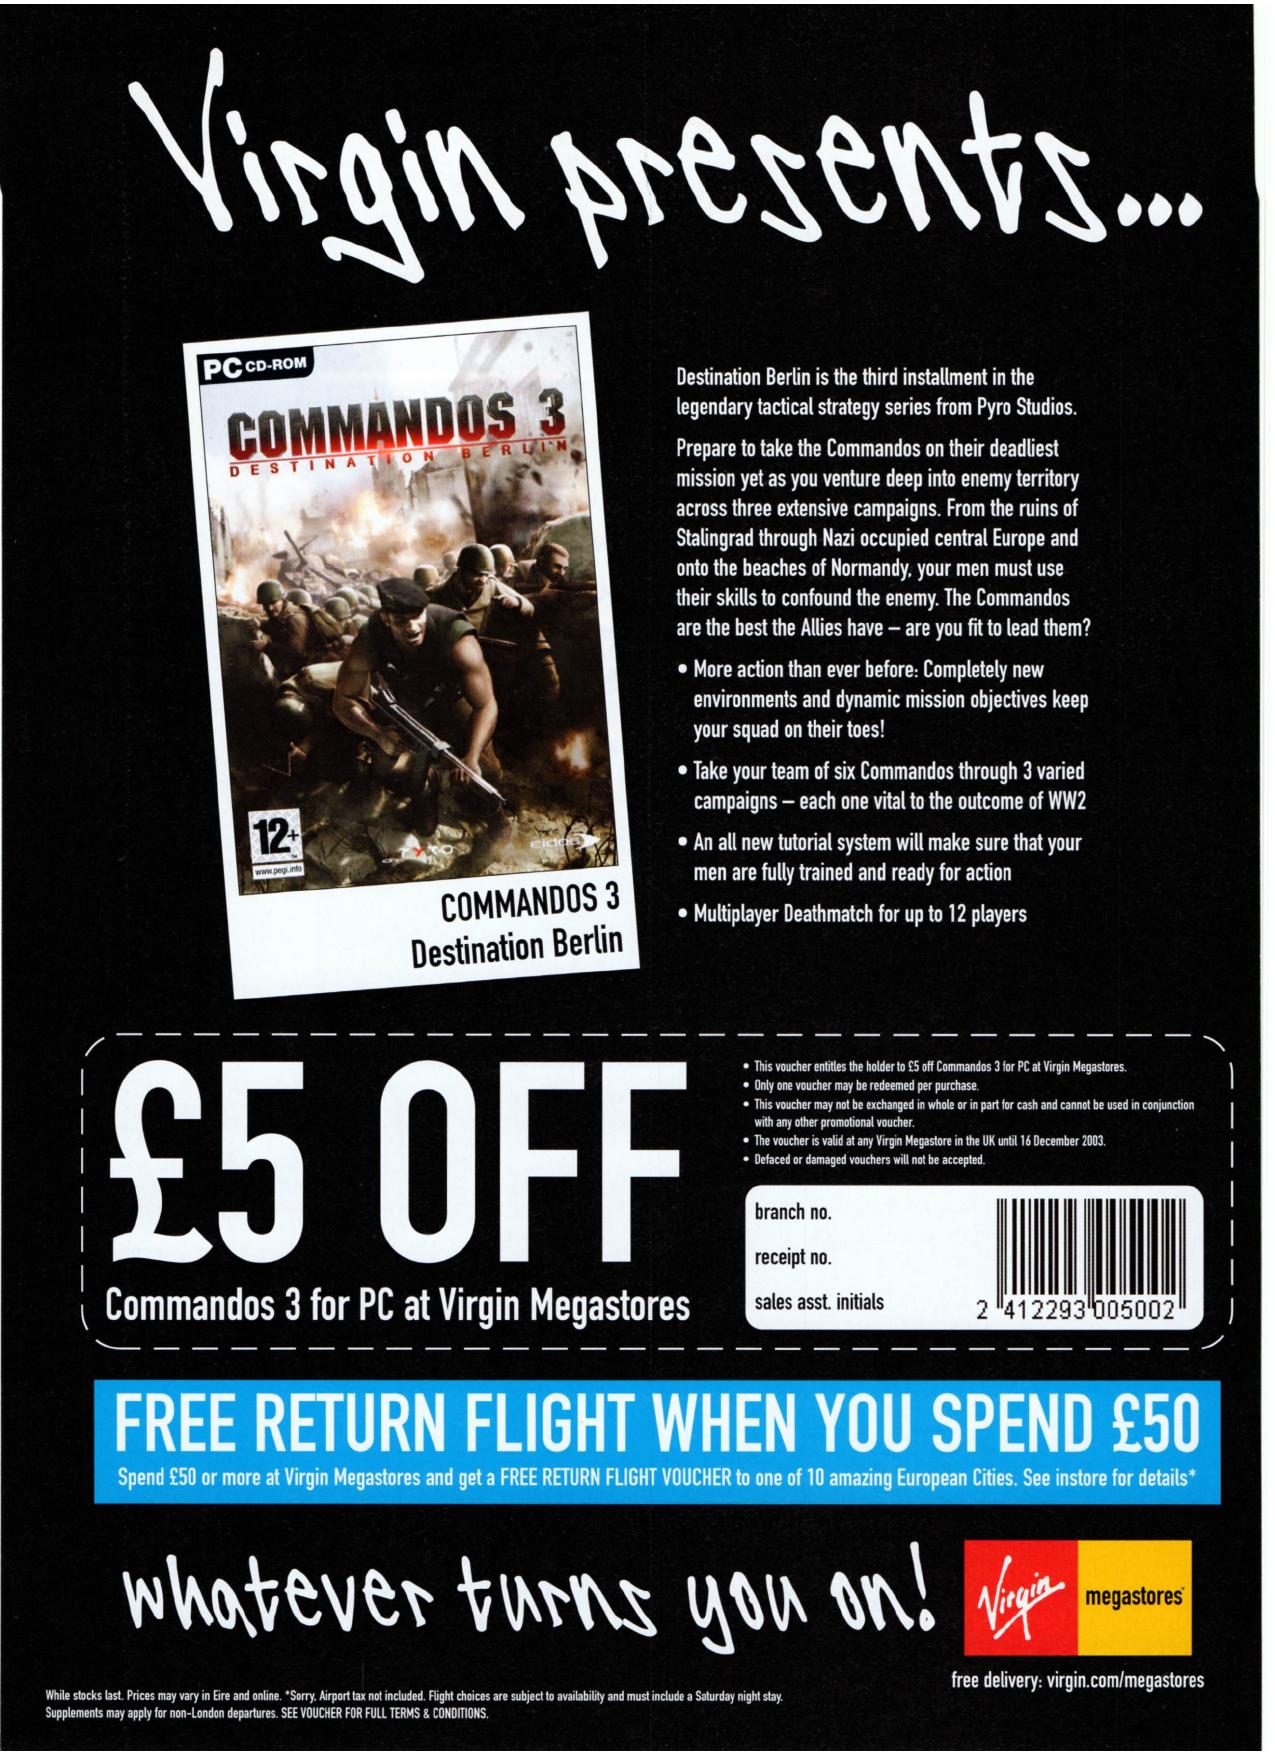 Virgin presents...
PC CD-ROM
COMMANDOS 3
DESTINATION BERLIN
12+
www.pegi.info
PYRO
eidos
COMMANDOS 3
Destination Berlin
Destination Berlin is the third installment in the
legendary tactical strategy series from Pyro Studios.
Prepare to take the Commandos on their deadliest
mission yet as you venture deep into enemy territory
across three extensive campaigns. From the ruins of
Stalingrad through Nazi occupied central Europe and
onto the beaches of Normandy, your men must use
their skills to confound the enemy. The Commandos
are the best the Allies have – are you fit to lead them?
• More action than ever before: Completely new
environments and dynamic mission objectives keep
your squad on their toes!
• Take your team of six Commandos through 3 varied
campaigns – each one vital to the outcome of WW2
• An all new tutorial system will make sure that your
men are fully trained and ready for action
• Multiplayer Deathmatch for up to 12 players
£5 OFF
Commandos 3 for PC at Virgin Megastores
• This voucher entitles the holder to £5 off Commandos 3 for PC at Virgin Megastores.
• Only one voucher may be redeemed per purchase.
• This voucher may not be exchanged in whole or in part for cash and cannot be used in conjunction
with any other promotional voucher.
• The voucher is valid at any Virgin Megastore in the UK until 16 December 2003.
• Defaced or damaged vouchers will not be accepted.
branch no.
receipt no.
sales asst. initials
2 412293 005002
FREE RETURN FLIGHT WHEN YOU SPEND £50
Spend £50 or more at Virgin Megastores and get a FREE RETURN FLIGHT VOUCHER to one of 10 amazing European Cities. See instore for details*
whatever turns you on!
Virgin megastores
free delivery: virgin.com/megastores
While stocks last. Prices may vary in Eire and online. *Sorry, Airport tax not included. Flight choices are subject to availability and must include a Saturday night stay.
Supplements may apply for non-London departures. SEE VOUCHER FOR FULL TERMS & CONDITIONS.